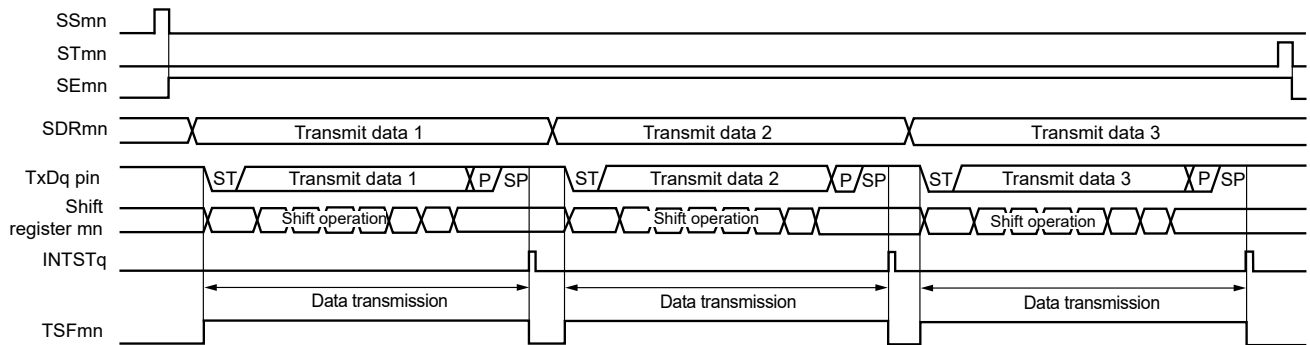 SSmn
STmn
SEmn
SDRmn Transmit data 1 Transmit data 2 Transmit data 3
TxDq pin ST Transmit data 1 P SP ST Transmit data 2 P SP ST Transmit data 3 P SP
Shift
register mn Shift operation Shift operation Shift operation
INTSTq
Data transmission Data transmission Data transmission
TSFmn